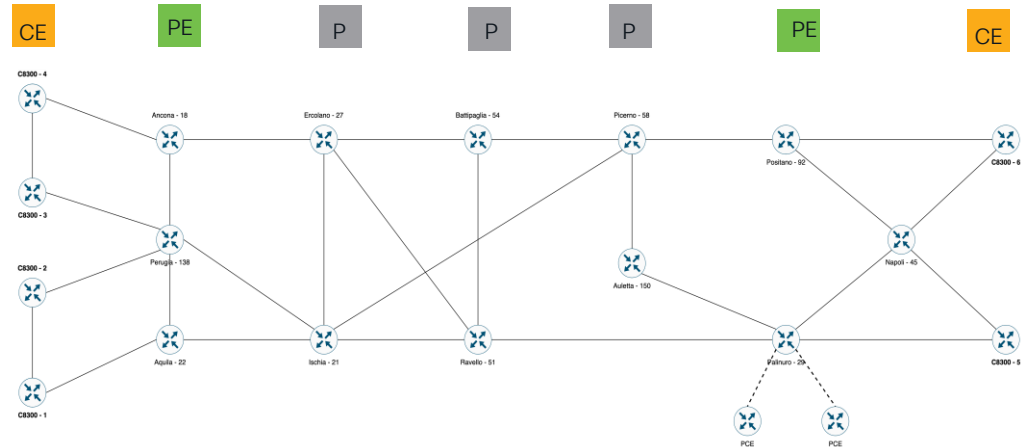 CE
PE
P
P
P
PE
CE
C8300 - 4
Ancona - 18
Ercolano - 27
Battipaglia - 54
Picerno - 58
Positano - 92
C8300 - 6
C8300 - 3
Perugia - 138
Napoli - 45
C8300 - 2
Auletta - 150
Aquila - 22
Ischia - 21
Ravello - 51
Palinuro - 29
C8300 - 5
C8300 - 1
PCE
PCE